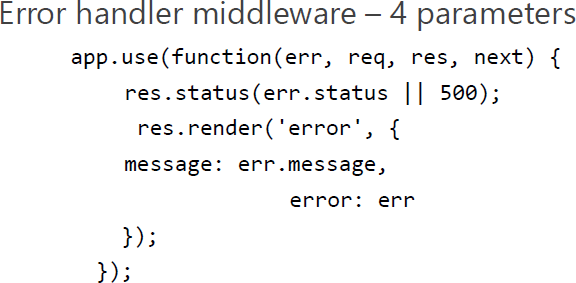 Error handler middleware – 4 parameters
app.use(function(err, req, res, next) {
res.status(err.status || 500);
res.render('error', {
message: err.message,
error: err
});
});